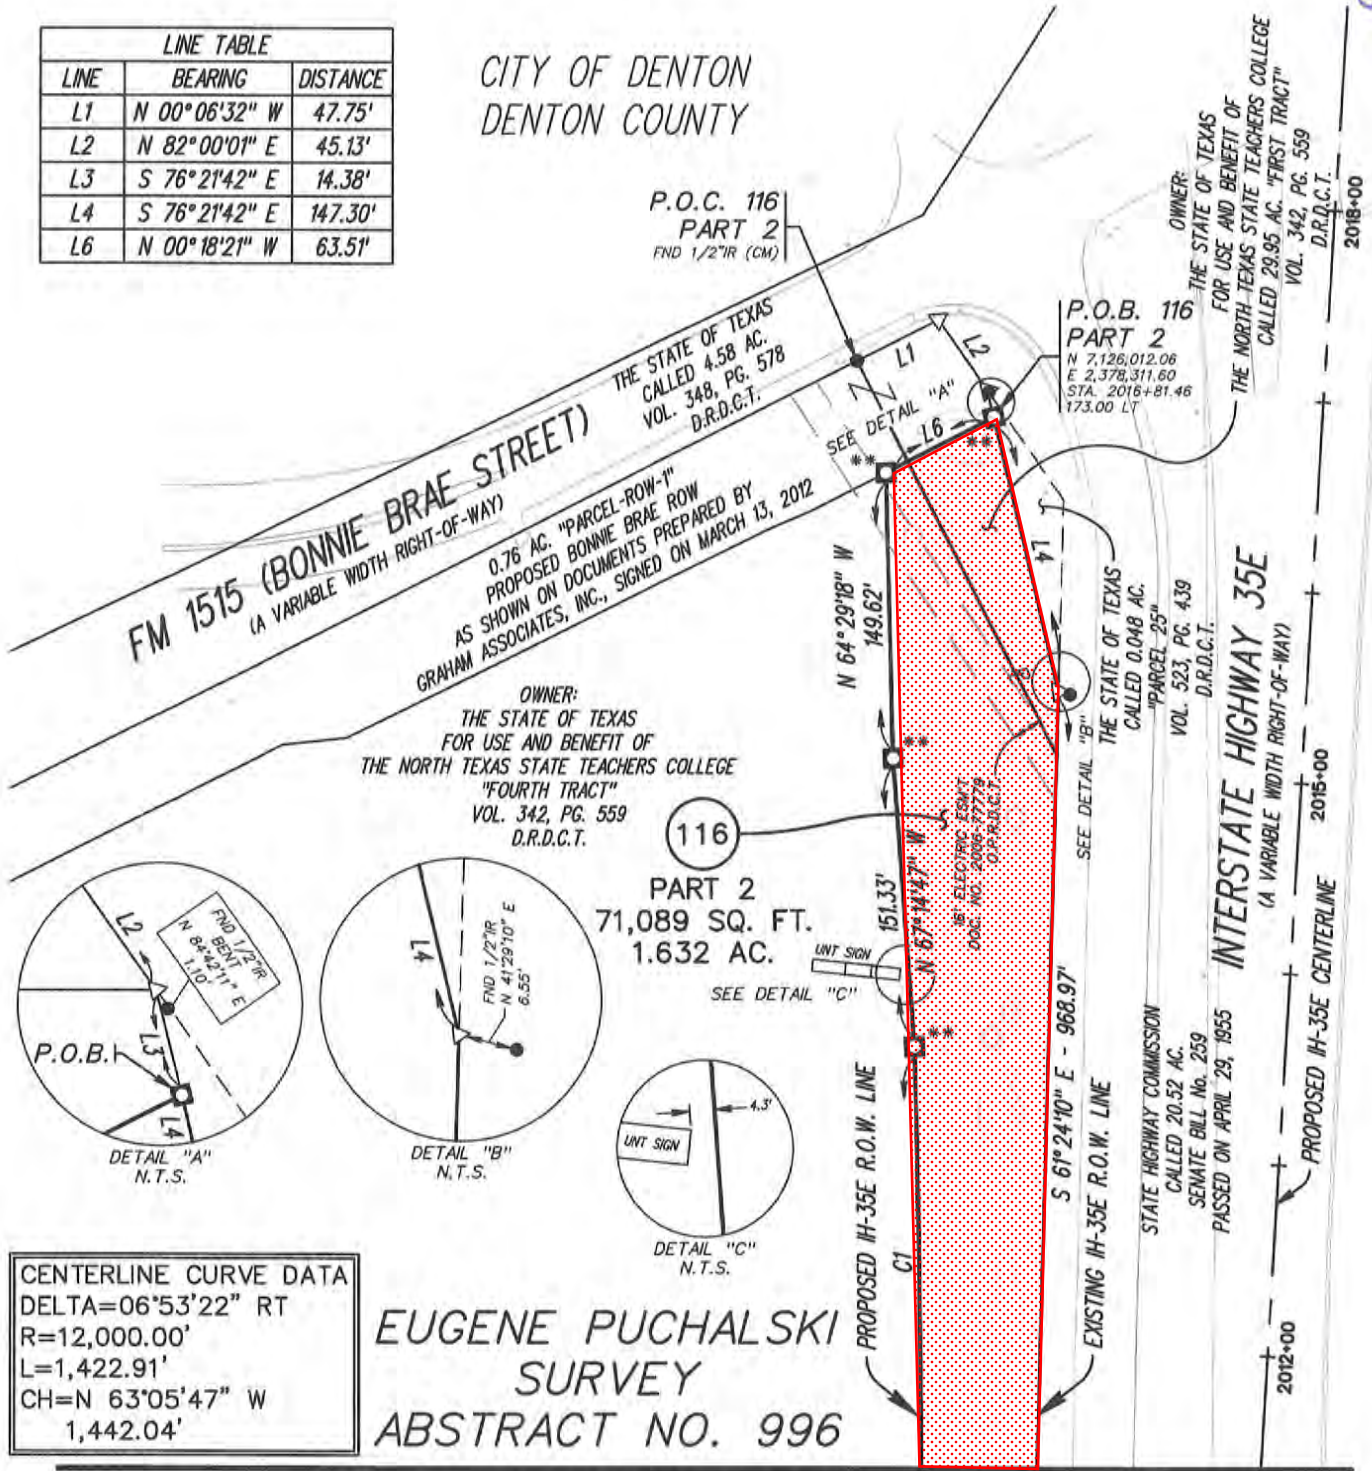 LINE TABLE
LINE BEARING DISTANCE
L1 N 00°06'32" W 47.75'
L2 N 82°00'01" E 45.13'
L3 S 76°21'42" E 14.38'
L4 S 76°21'42" E 147.30'
L6 N 00°18'21" W 63.51'
CITY OF DENTON
DENTON COUNTY
P.O.C. 116
PART 2
FND 1/2"IR (CM)
P.O.B. 116
PART 2
N 7,126,012.06
E 2,378,311.60
STA. 2016+81.46
173.00 LT
OWNER:
THE STATE OF TEXAS
FOR USE AND BENEFIT OF
THE NORTH TEXAS STATE TEACHERS COLLEGE
CALLED 29.95 AC. "FIRST TRACT"
VOL. 342, PG. 559
D.R.D.C.T.
2018+00
THE STATE OF TEXAS
CALLED 4.58 AC.
VOL. 348, PG. 578
D.R.D.C.T.
L1
L2
SEE DETAIL "A"
L6
**
**
L4
FM 1515 (BONNIE BRAE STREET)
(A VARIABLE WIDTH RIGHT-OF-WAY)
0.76 AC. "PARCEL-ROW-1"
PROPOSED BONNIE BRAE ROW
AS SHOWN ON DOCUMENTS PREPARED BY
GRAHAM ASSOCIATES, INC., SIGNED ON MARCH 13, 2012
N 64°29'18" W
149.62'
THE STATE OF TEXAS
CALLED 0.048 AC.
"PARCEL 25"
VOL. 523, PG. 439
D.R.D.C.T.
INTERSTATE HIGHWAY 35E
(A VARIABLE WIDTH RIGHT-OF-WAY)
2015+00
OWNER:
THE STATE OF TEXAS
FOR USE AND BENEFIT OF
THE NORTH TEXAS STATE TEACHERS COLLEGE
"FOURTH TRACT"
VOL. 342, PG. 559
D.R.D.C.T.
**
SEE DETAIL "B"
116
PART 2
71,089 SQ. FT.
1.632 AC.
151.33'
N 67°14'47" W
16' ELECTRIC ESM'T
DOC. NO. 2006-77779
O.P.R.D.C.T.
UNT SIGN
SEE DETAIL "C"
**
L2
FND 1/2"IR
BENT
N 84°42'11" E
1.10'
P.O.B.
L3
L4
DETAIL "A"
N.T.S.
L4
FND 1/2"IR
N 41°29'10" E
6.55'
DETAIL "B"
N.T.S.
4.3'
UNT SIGN
DETAIL "C"
N.T.S.
PROPOSED IH-35E R.O.W. LINE
C1
S 61°24'10" E - 968.97'
EXISTING IH-35E R.O.W. LINE
STATE HIGHWAY COMMISSION
CALLED 20.52 AC.
SENATE BILL No. 259
PASSED ON APRIL 29, 1955
PROPOSED IH-35E CENTERLINE
2012+00
CENTERLINE CURVE DATA
DELTA=06°53'22" RT
R=12,000.00'
L=1,422.91'
CH=N 63°05'47" W
1,442.04'
EUGENE PUCHALSKI
SURVEY
ABSTRACT NO. 996